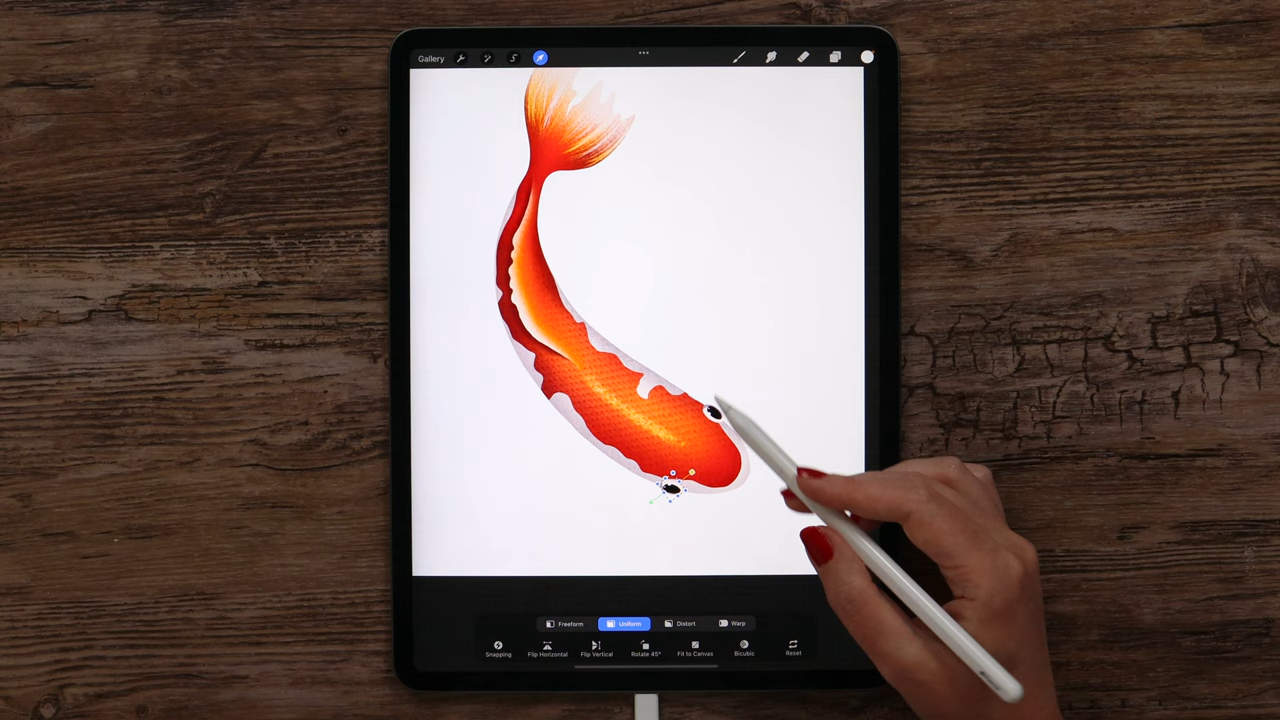 Gallery
Freeform Uniform Distort Warp
Snapping Flip Horizontal Flip Vertical Rotate 45° Fit to Canvas Bicubic Reset